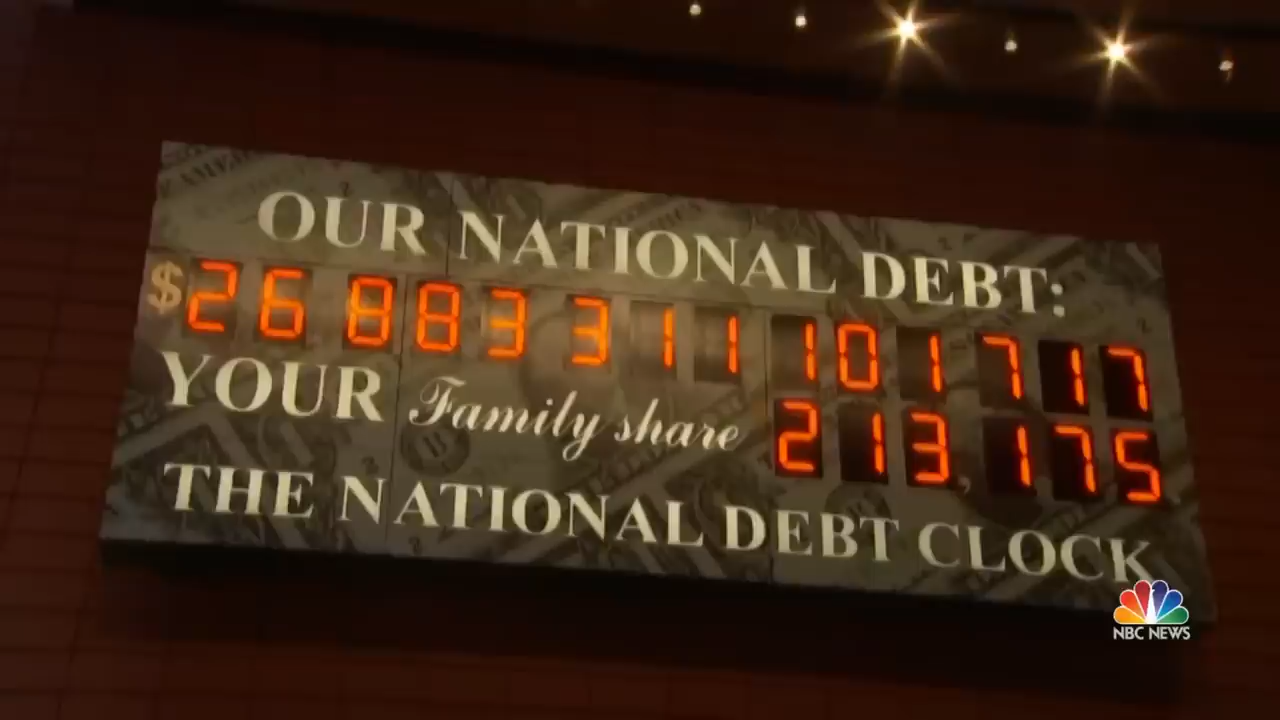 OUR NATIONAL DEBT:
$26 883 311 101 717
YOUR Family share 213,175
THE NATIONAL DEBT CLOCK
NBC NEWS